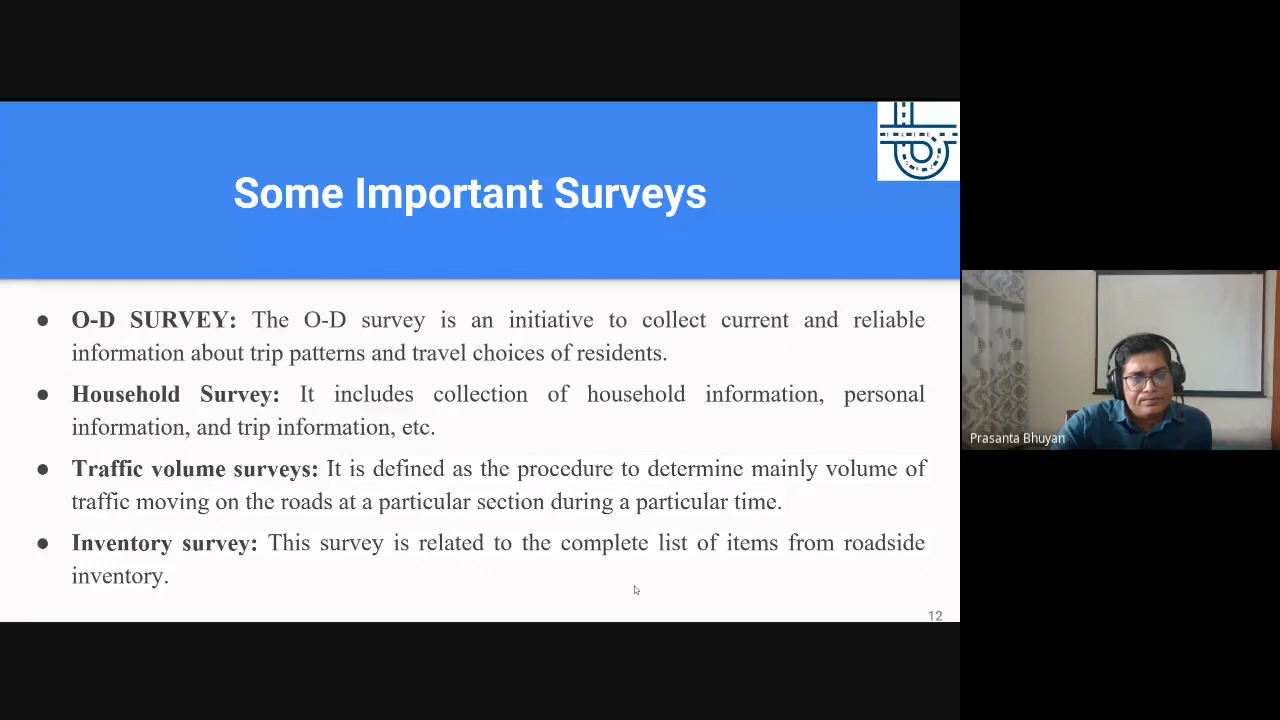 Some Important Surveys
● O-D SURVEY: The O-D survey is an initiative to collect current and reliable
information about trip patterns and travel choices of residents.
● Household Survey: It includes collection of household information, personal
information, and trip information, etc.
● Traffic volume surveys: It is defined as the procedure to determine mainly volume of
traffic moving on the roads at a particular section during a particular time.
● Inventory survey: This survey is related to the complete list of items from roadside
inventory.
12
Prasanta Bhuyan